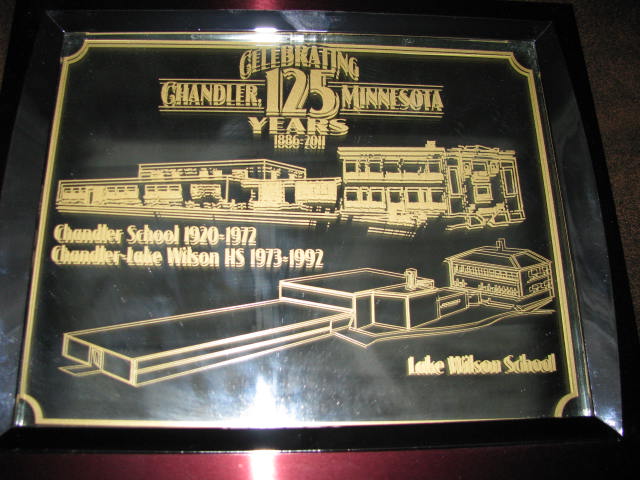 CELEBRATING
CHANDLER, 125 MINNESOTA
YEARS
1886-2011
Chandler School 1920-1972
Chandler-Lake Wilson HS 1973-1992
Lake Wilson School